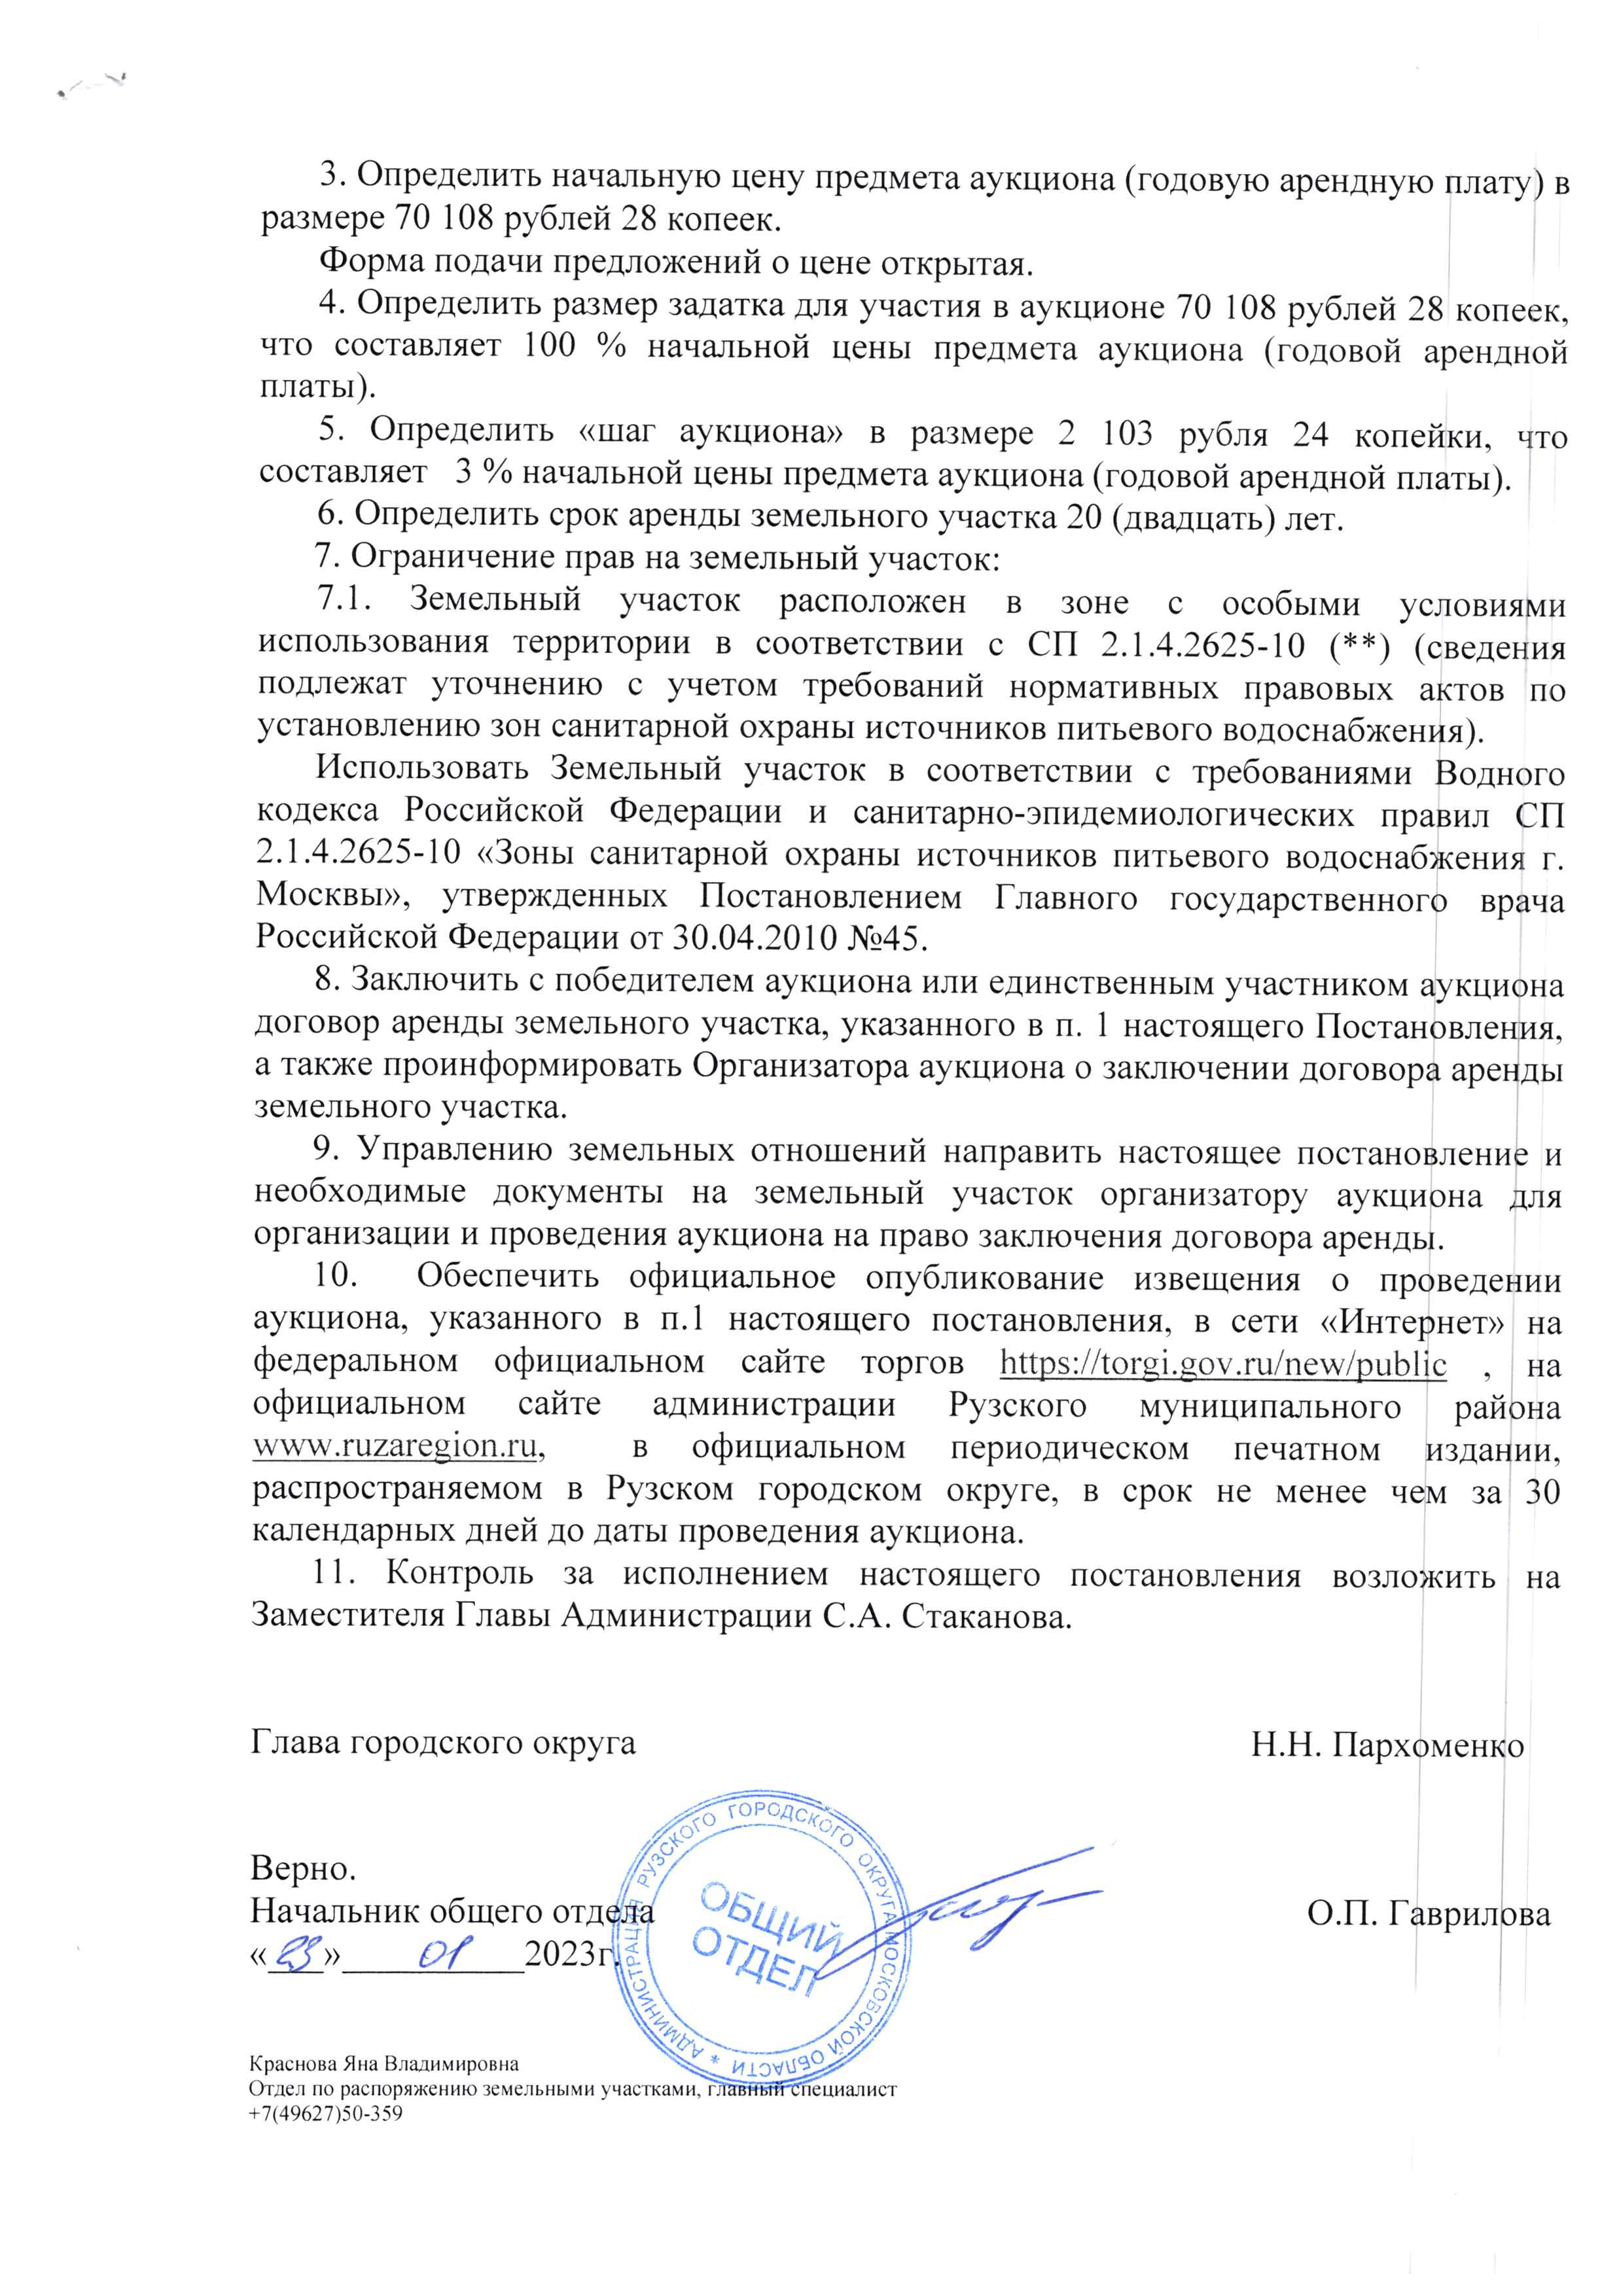 3. Определить начальную цену предмета аукциона (годовую арендную плату) в
размере 70 108 рублей 28 копеек.
Форма подачи предложений о цене открытая.
4. Определить размер задатка для участия в аукционе 70 108 рублей 28 копеек,
что составляет 100 % начальной цены предмета аукциона (годовой арендной
платы).
5. Определить «шаг аукциона» в размере 2 103 рубля 24 копейки, что
составляет 3 % начальной цены предмета аукциона (годовой арендной платы).
6. Определить срок аренды земельного участка 20 (двадцать) лет.
7. Ограничение прав на земельный участок:
7.1. Земельный участок расположен в зоне с особыми условиями
использования территории в соответствии с СП 2.1.4.2625-10 (**) (сведения
подлежат уточнению с учетом требований нормативных правовых актов по
установлению зон санитарной охраны источников питьевого водоснабжения).
Использовать Земельный участок в соответствии с требованиями Водного
кодекса Российской Федерации и санитарно-эпидемиологических правил СП
2.1.4.2625-10 «Зоны санитарной охраны источников питьевого водоснабжения г.
Москвы», утвержденных Постановлением Главного государственного врача
Российской Федерации от 30.04.2010 №45.
8. Заключить с победителем аукциона или единственным участником аукциона
договор аренды земельного участка, указанного в п. 1 настоящего Постановления,
а также проинформировать Организатора аукциона о заключении договора аренды
земельного участка.
9. Управлению земельных отношений направить настоящее постановление и
необходимые документы на земельный участок организатору аукциона для
организации и проведения аукциона на право заключения договора аренды.
10. Обеспечить официальное опубликование извещения о проведении
аукциона, указанного в п.1 настоящего постановления, в сети «Интернет» на
федеральном официальном сайте торгов https://torgi.gov.ru/new/public , на
официальном сайте администрации Рузского муниципального района
www.ruzaregion.ru, в официальном периодическом печатном издании,
распространяемом в Рузском городском округе, в срок не менее чем за 30
календарных дней до даты проведения аукциона.
11. Контроль за исполнением настоящего постановления возложить на
Заместителя Главы Администрации С.А. Стаканова.
Глава городского округа Н.Н. Пархоменко
Верно.
Начальник общего отдела О.П. Гаврилова
«23» 01 2023г.
АДМИНИСТРАЦИЯ РУЗСКОГО ГОРОДСКОГО ОКРУГА МОСКОВСКОЙ ОБЛАСТИ *
ОБЩИЙ
ОТДЕЛ
Краснова Яна Владимировна
Отдел по распоряжению земельными участками, главный специалист
+7(49627)50-359